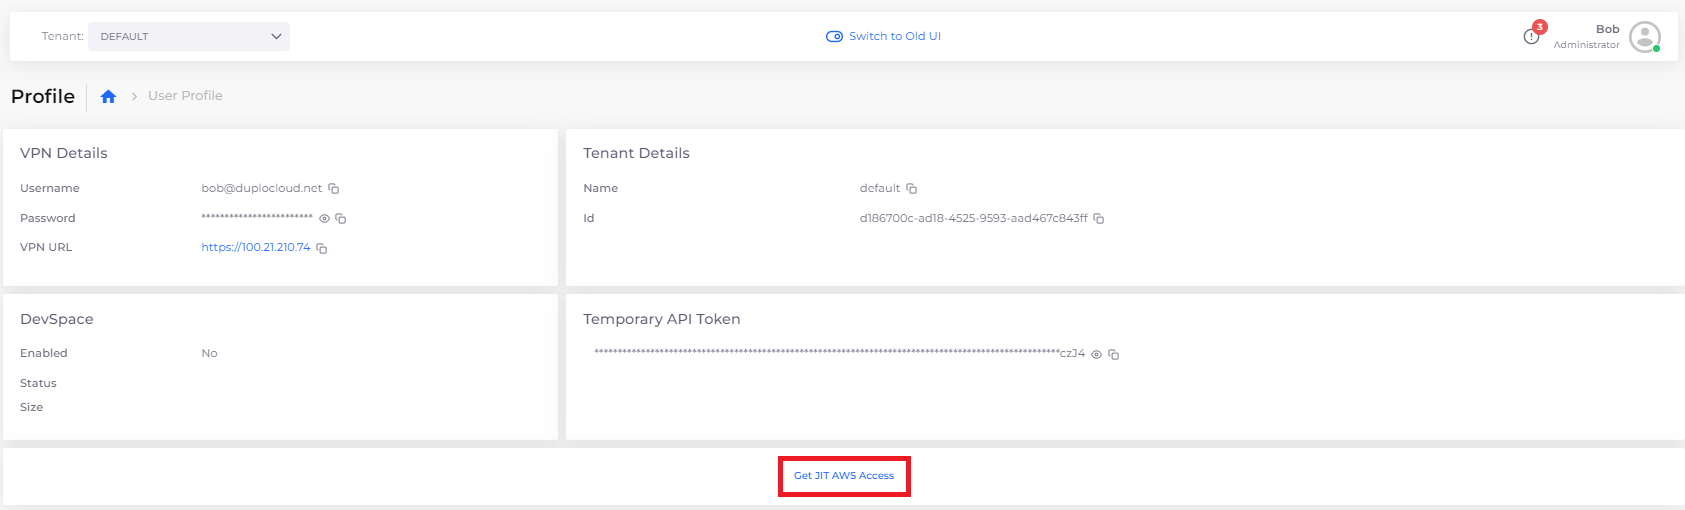 Tenant: DEFAULT Switch to Old UI 3 Bob
Administrator
Profile User Profile
VPN Details
Username bob@duplocloud.net
Password ************************
VPN URL https://100.21.210.74
Tenant Details
Name default
Id d186700c-ad18-4525-9593-aad467c843ff
DevSpace
Enabled No
Status
Size
Temporary API Token
****************************************************************************************************czJ4
Get JIT AWS Access